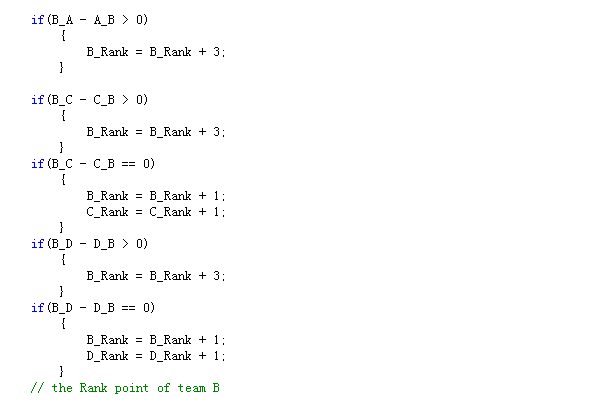 if(B_A - A_B > 0)
{
B_Rank = B_Rank + 3;
}
if(B_C - C_B > 0)
{
B_Rank = B_Rank + 3;
}
if(B_C - C_B == 0)
{
B_Rank = B_Rank + 1;
C_Rank = C_Rank + 1;
}
if(B_D - D_B > 0)
{
B_Rank = B_Rank + 3;
}
if(B_D - D_B == 0)
{
B_Rank = B_Rank + 1;
D_Rank = D_Rank + 1;
}
// the Rank point of team B